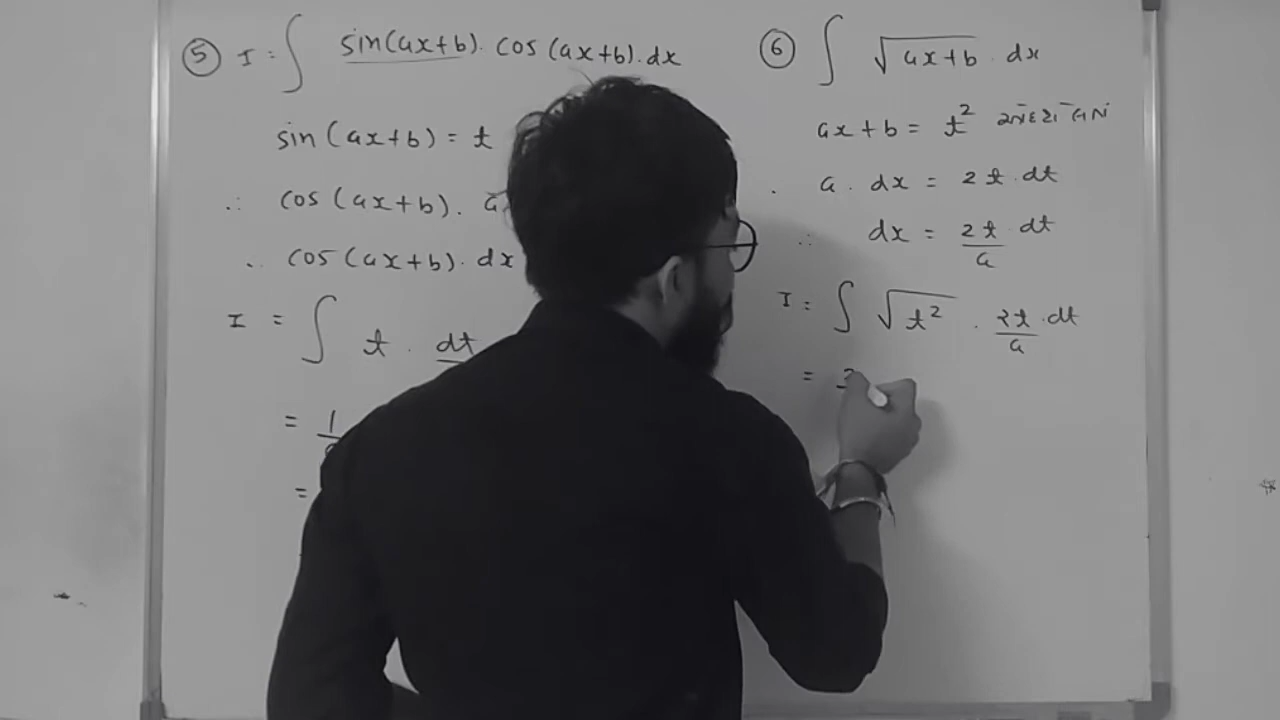 ⑤ I = ∫ sin(ax+b). cos (ax+b). dx
sin (ax+b) = t
∴ cos (ax+b). a
∴ cos (ax+b). dx
I = ∫ t . dt
= 1
=
⑥ ∫ √(ax+b) . dx
ax+b = t²
∴ a . dx = 2t . dt
∴ dx = 2t/a . dt
I = ∫ √(t²) . 2t/a . dt
= 2